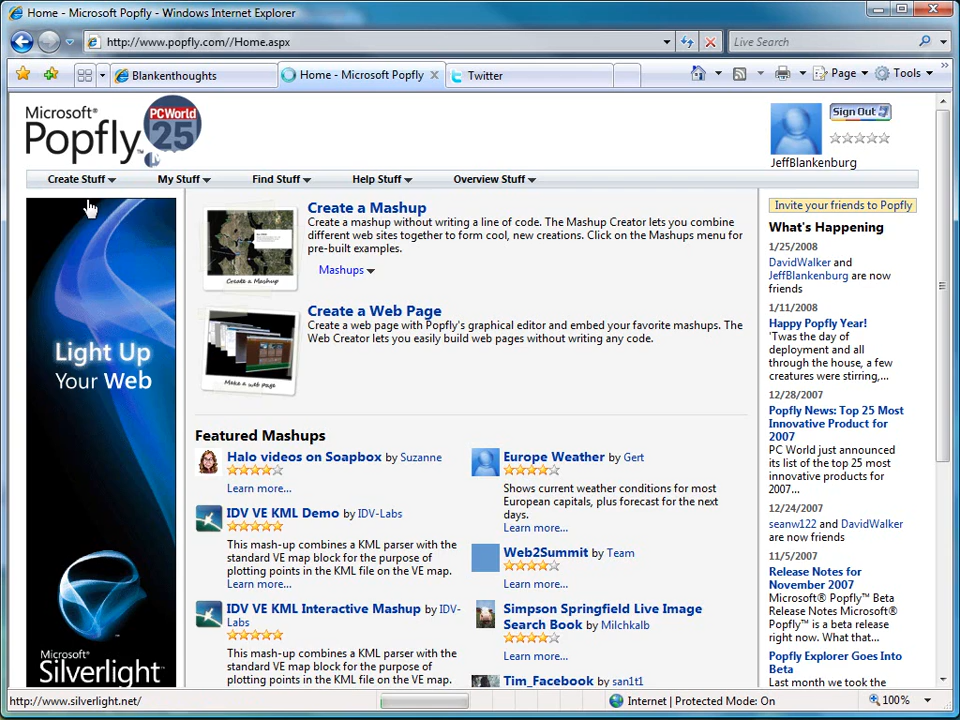 Home - Microsoft Popfly - Windows Internet Explorer
http://www.popfly.com//Home.aspx
Live Search
Blankenthoughts
Home - Microsoft Popfly
Twitter
Page
Tools
Microsoft®
Popfly™
PCWorld
25
Sign Out
JeffBlankenburg
Create Stuff
My Stuff
Find Stuff
Help Stuff
Overview Stuff
Light Up
Your Web
Microsoft®
Silverlight™
Create a Mashup
Create a Mashup
Create a mashup without writing a line of code. The Mashup Creator lets you combine
different web sites together to form cool, new creations. Click on the Mashups menu for
pre-built examples.
Mashups
Make a web Page
Create a Web Page
Create a web page with Popfly's graphical editor and embed your favorite mashups. The
Web Creator lets you easily build web pages without writing any code.
Featured Mashups
Halo videos on Soapbox by Suzanne
Learn more...
IDV VE KML Demo by IDV-Labs
This mash-up combines a KML parser with the
standard VE map block for the purpose of
plotting points in the KML file on the VE map.
Learn more...
IDV VE KML Interactive Mashup by IDV-
Labs
This mash-up combines a KML parser with the
standard VE map block for the purpose of
plotting points in the KML file on the VE map.
Europe Weather by Gert
Shows current weather conditions for most
European capitals, plus forecast for the next
days.
Learn more...
Web2Summit by Team
Learn more...
Simpson Springfield Live Image
Search Book by Milchkalb
Learn more...
Tim_Facebook by san1t1
Invite your friends to Popfly
What's Happening
1/25/2008
DavidWalker and
JeffBlankenburg are now
friends
1/11/2008
Happy Popfly Year!
'Twas the day of
deployment and all
through the house, a few
creatures were stirring,...
12/28/2007
Popfly News: Top 25 Most
Innovative Product for
2007
PC World just announced
its list of the top 25 most
innovative products for
2007...
12/24/2007
seanw122 and DavidWalker
are now friends
11/5/2007
Release Notes for
November 2007
Microsoft® Popfly™ Beta
Release Notes Microsoft®
Popfly™ is a beta release
right now. What that...
Popfly Explorer Goes Into
Beta
Last month we took the
http://www.silverlight.net/
Internet | Protected Mode: On
100%